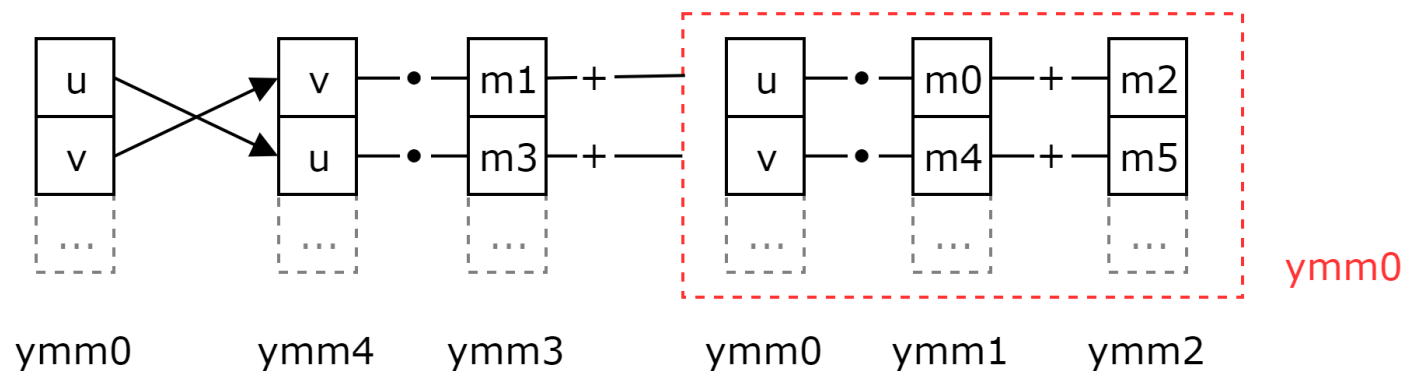 u v • m1 + u • m0 + m2
v u • m3 + v • m4 + m5
... ... ... ... ... ...
ymm0
ymm0 ymm4 ymm3 ymm0 ymm1 ymm2